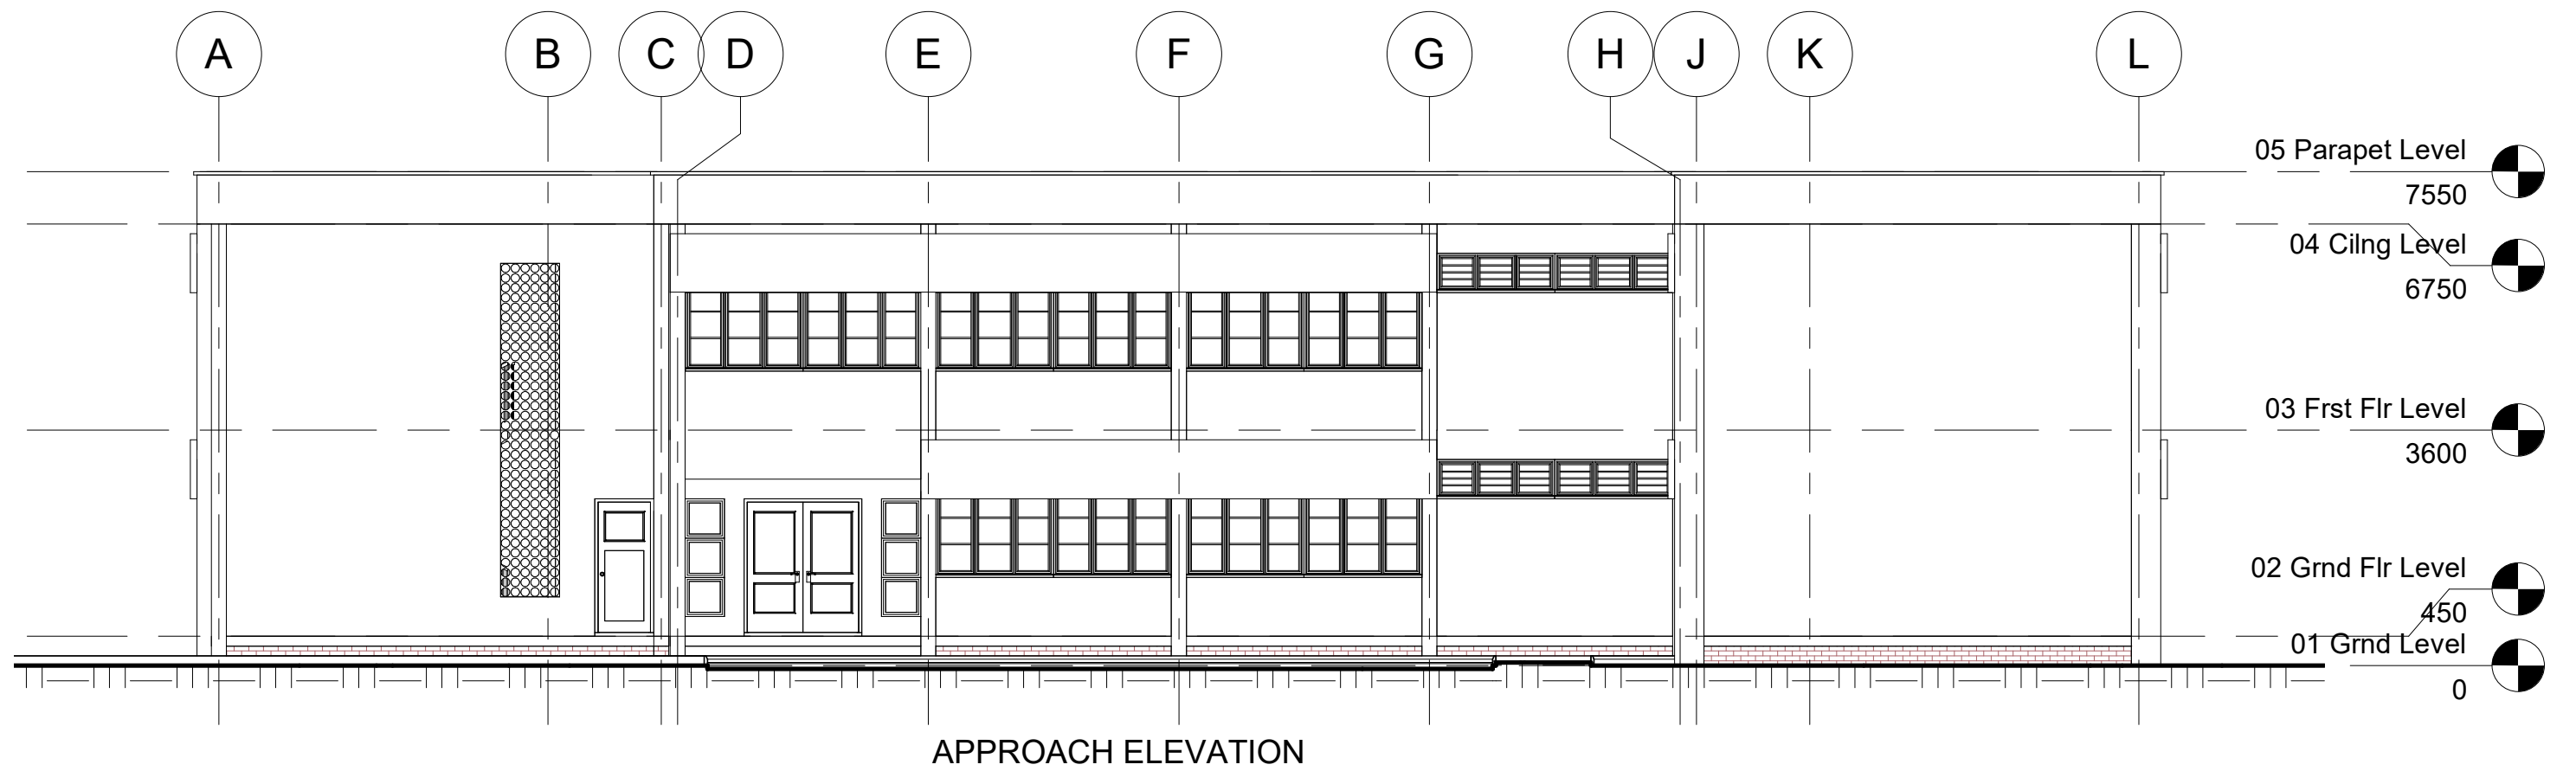 A
B
C
D
E
F
G
H
J
K
L
05 Parapet Level
7550
04 Cilng Level
6750
03 Frst Flr Level
3600
02 Grnd Flr Level
450
01 Grnd Level
0
APPROACH ELEVATION